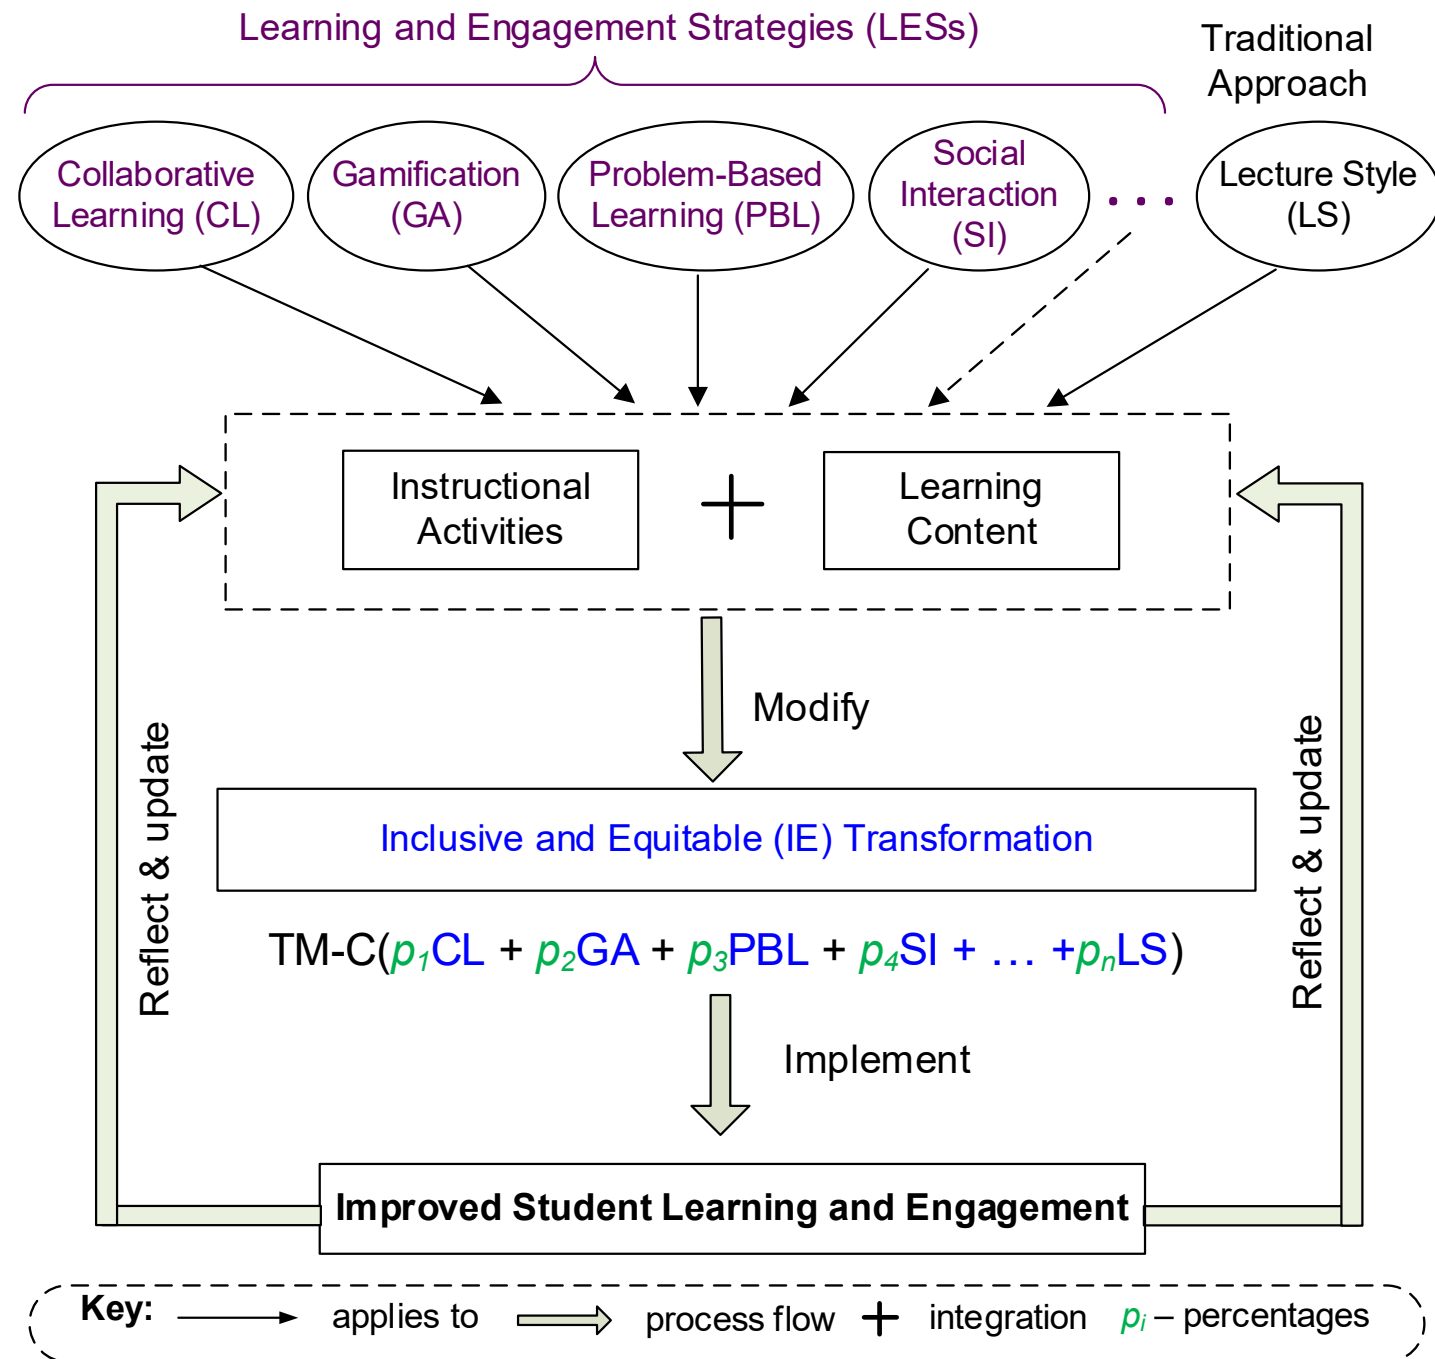 Learning and Engagement Strategies (LESs)
Traditional
Approach
Collaborative
Learning (CL)
Gamification
(GA)
Problem-Based
Learning (PBL)
Social
Interaction
(SI)
. . .
Lecture Style
(LS)
Instructional
Activities
+
Learning
Content
Modify
Reflect & update
Reflect & update
Inclusive and Equitable (IE) Transformation
TM-C(p₁CL + p₂GA + p₃PBL + p₄SI + … +pₙLS)
Implement
Improved Student Learning and Engagement
Key: applies to process flow + integration pᵢ – percentages